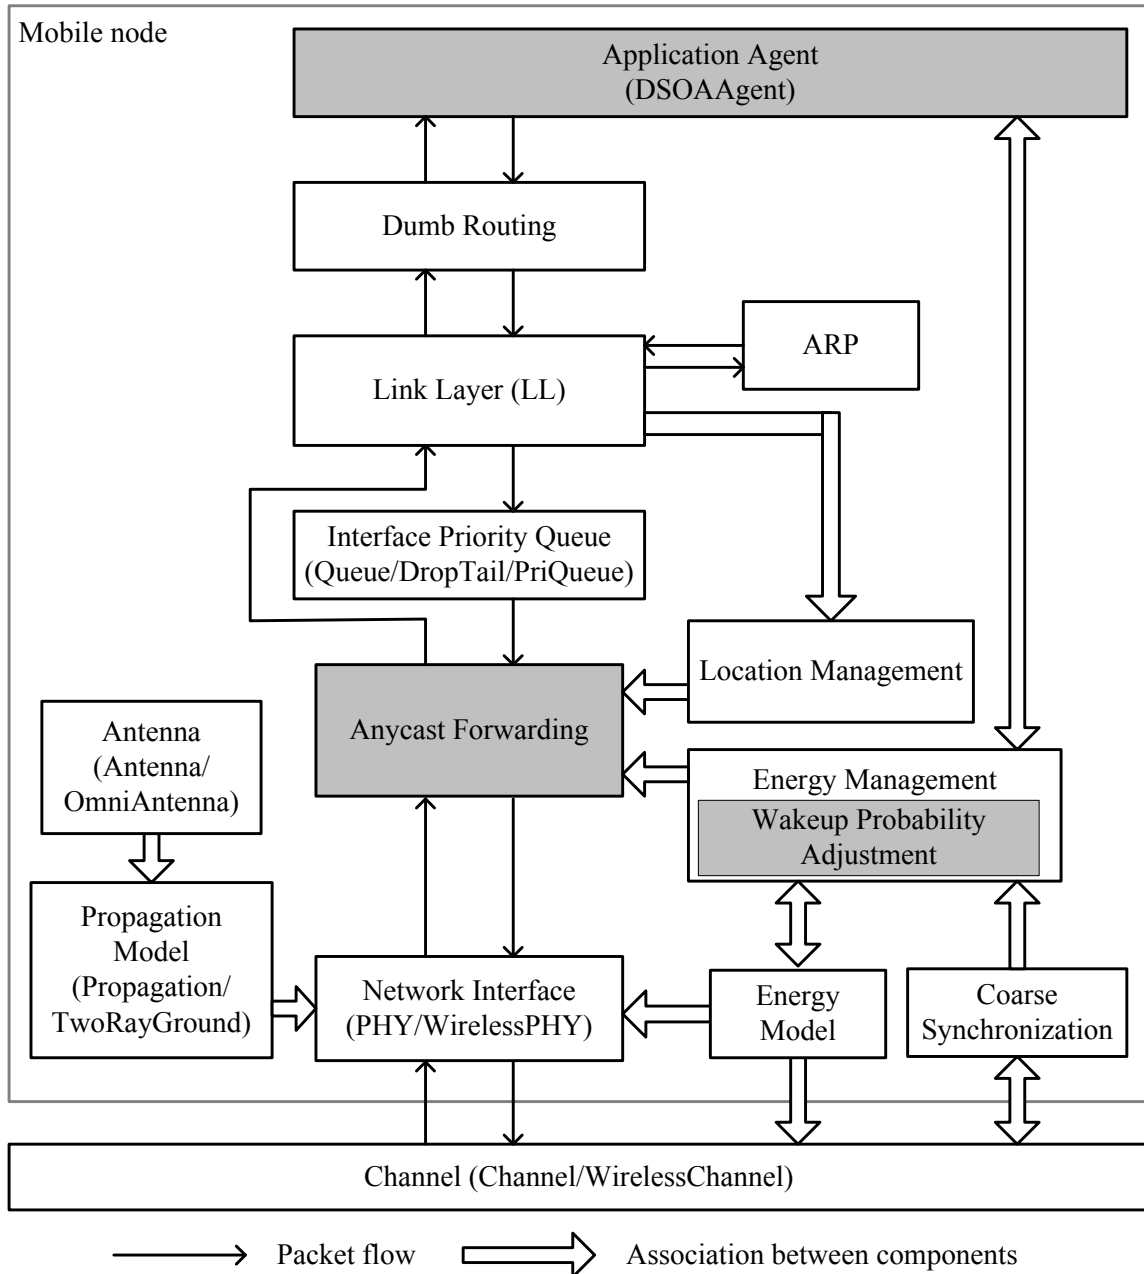 Mobile node
Application Agent
(DSOAAgent)
Dumb Routing
ARP
Link Layer (LL)
Interface Priority Queue
(Queue/DropTail/PriQueue)
Location Management
Anycast Forwarding
Antenna
(Antenna/
OmniAntenna)
Energy Management
Wakeup Probability
Adjustment
Propagation
Model
(Propagation/
TwoRayGround)
Network Interface
(PHY/WirelessPHY)
Energy
Model
Coarse
Synchronization
Channel (Channel/WirelessChannel)
Packet flow
Association between components